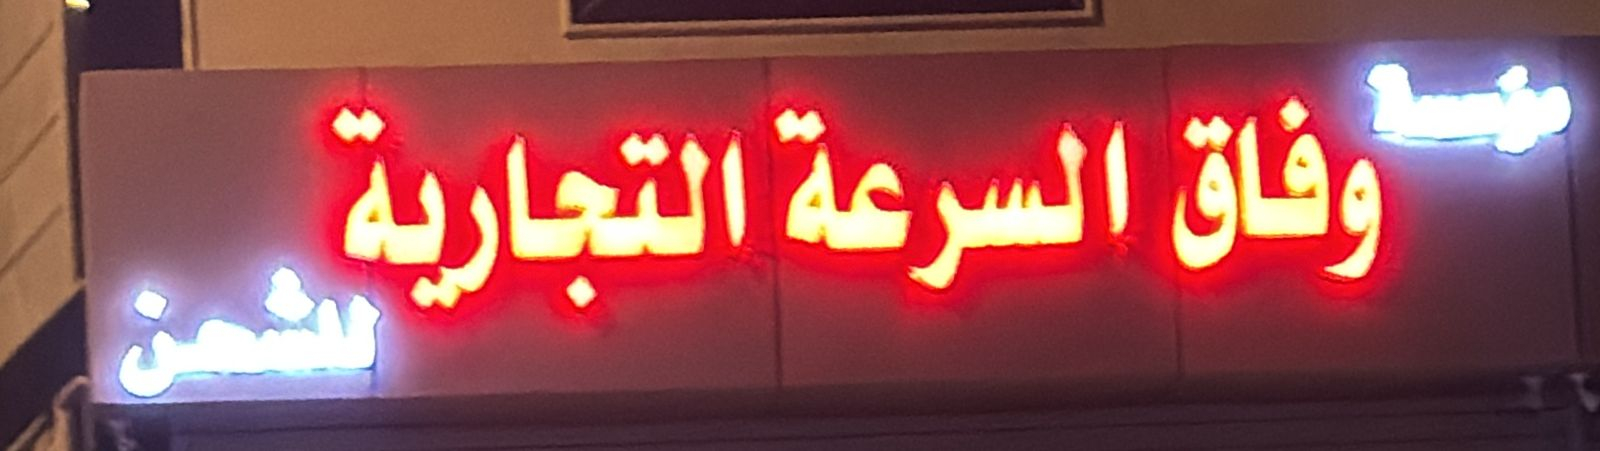 مؤسسة
وفاق السرعة التجارية
للشحن